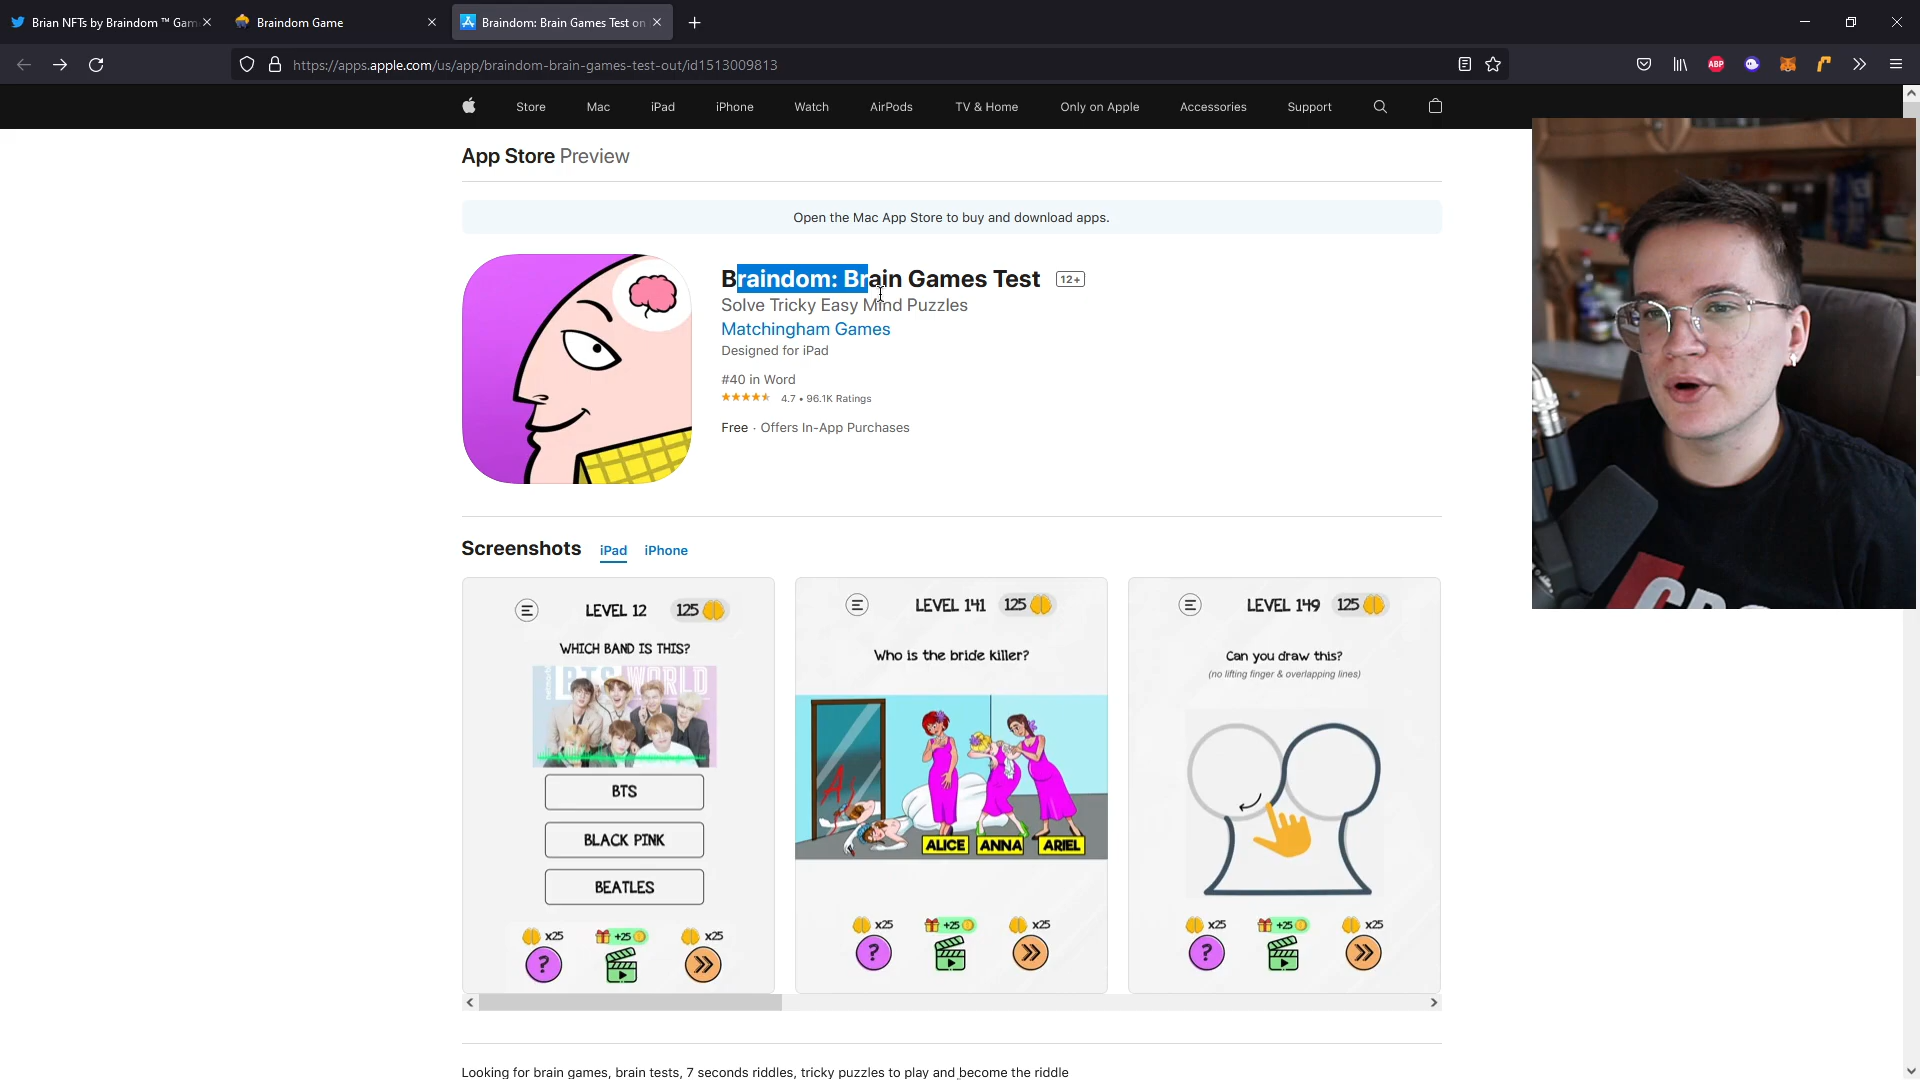 Brian NFTs by Braindom ™ Gam
Braindom Game
Braindom: Brain Games Test on
https://apps.apple.com/us/app/braindom-brain-games-test-out/id1513009813
ABP
Store
Mac
iPad
iPhone
Watch
AirPods
TV & Home
Only on Apple
Accessories
Support
App Store Preview
Open the Mac App Store to buy and download apps.
Braindom: Brain Games Test 12+
Solve Tricky Easy Mind Puzzles
Matchingham Games
Designed for iPad
#40 in Word
4.7 • 96.1K Ratings
Free · Offers In-App Purchases
Screenshots iPad iPhone
LEVEL 12 125
WHICH BAND IS THIS?
BTS WORLD
BTS
BLACK PINK
BEATLES
x25 +25 x25
?
LEVEL 141 125
Who is the bride killer?
A
ALICE ANNA ARIEL
x25 +25 x25
?
LEVEL 149 125
Can you draw this?
(no lifting finger & overlapping lines)
x25 +25 x25
?
Looking for brain games, brain tests, 7 seconds riddles, tricky puzzles to play and become the riddle